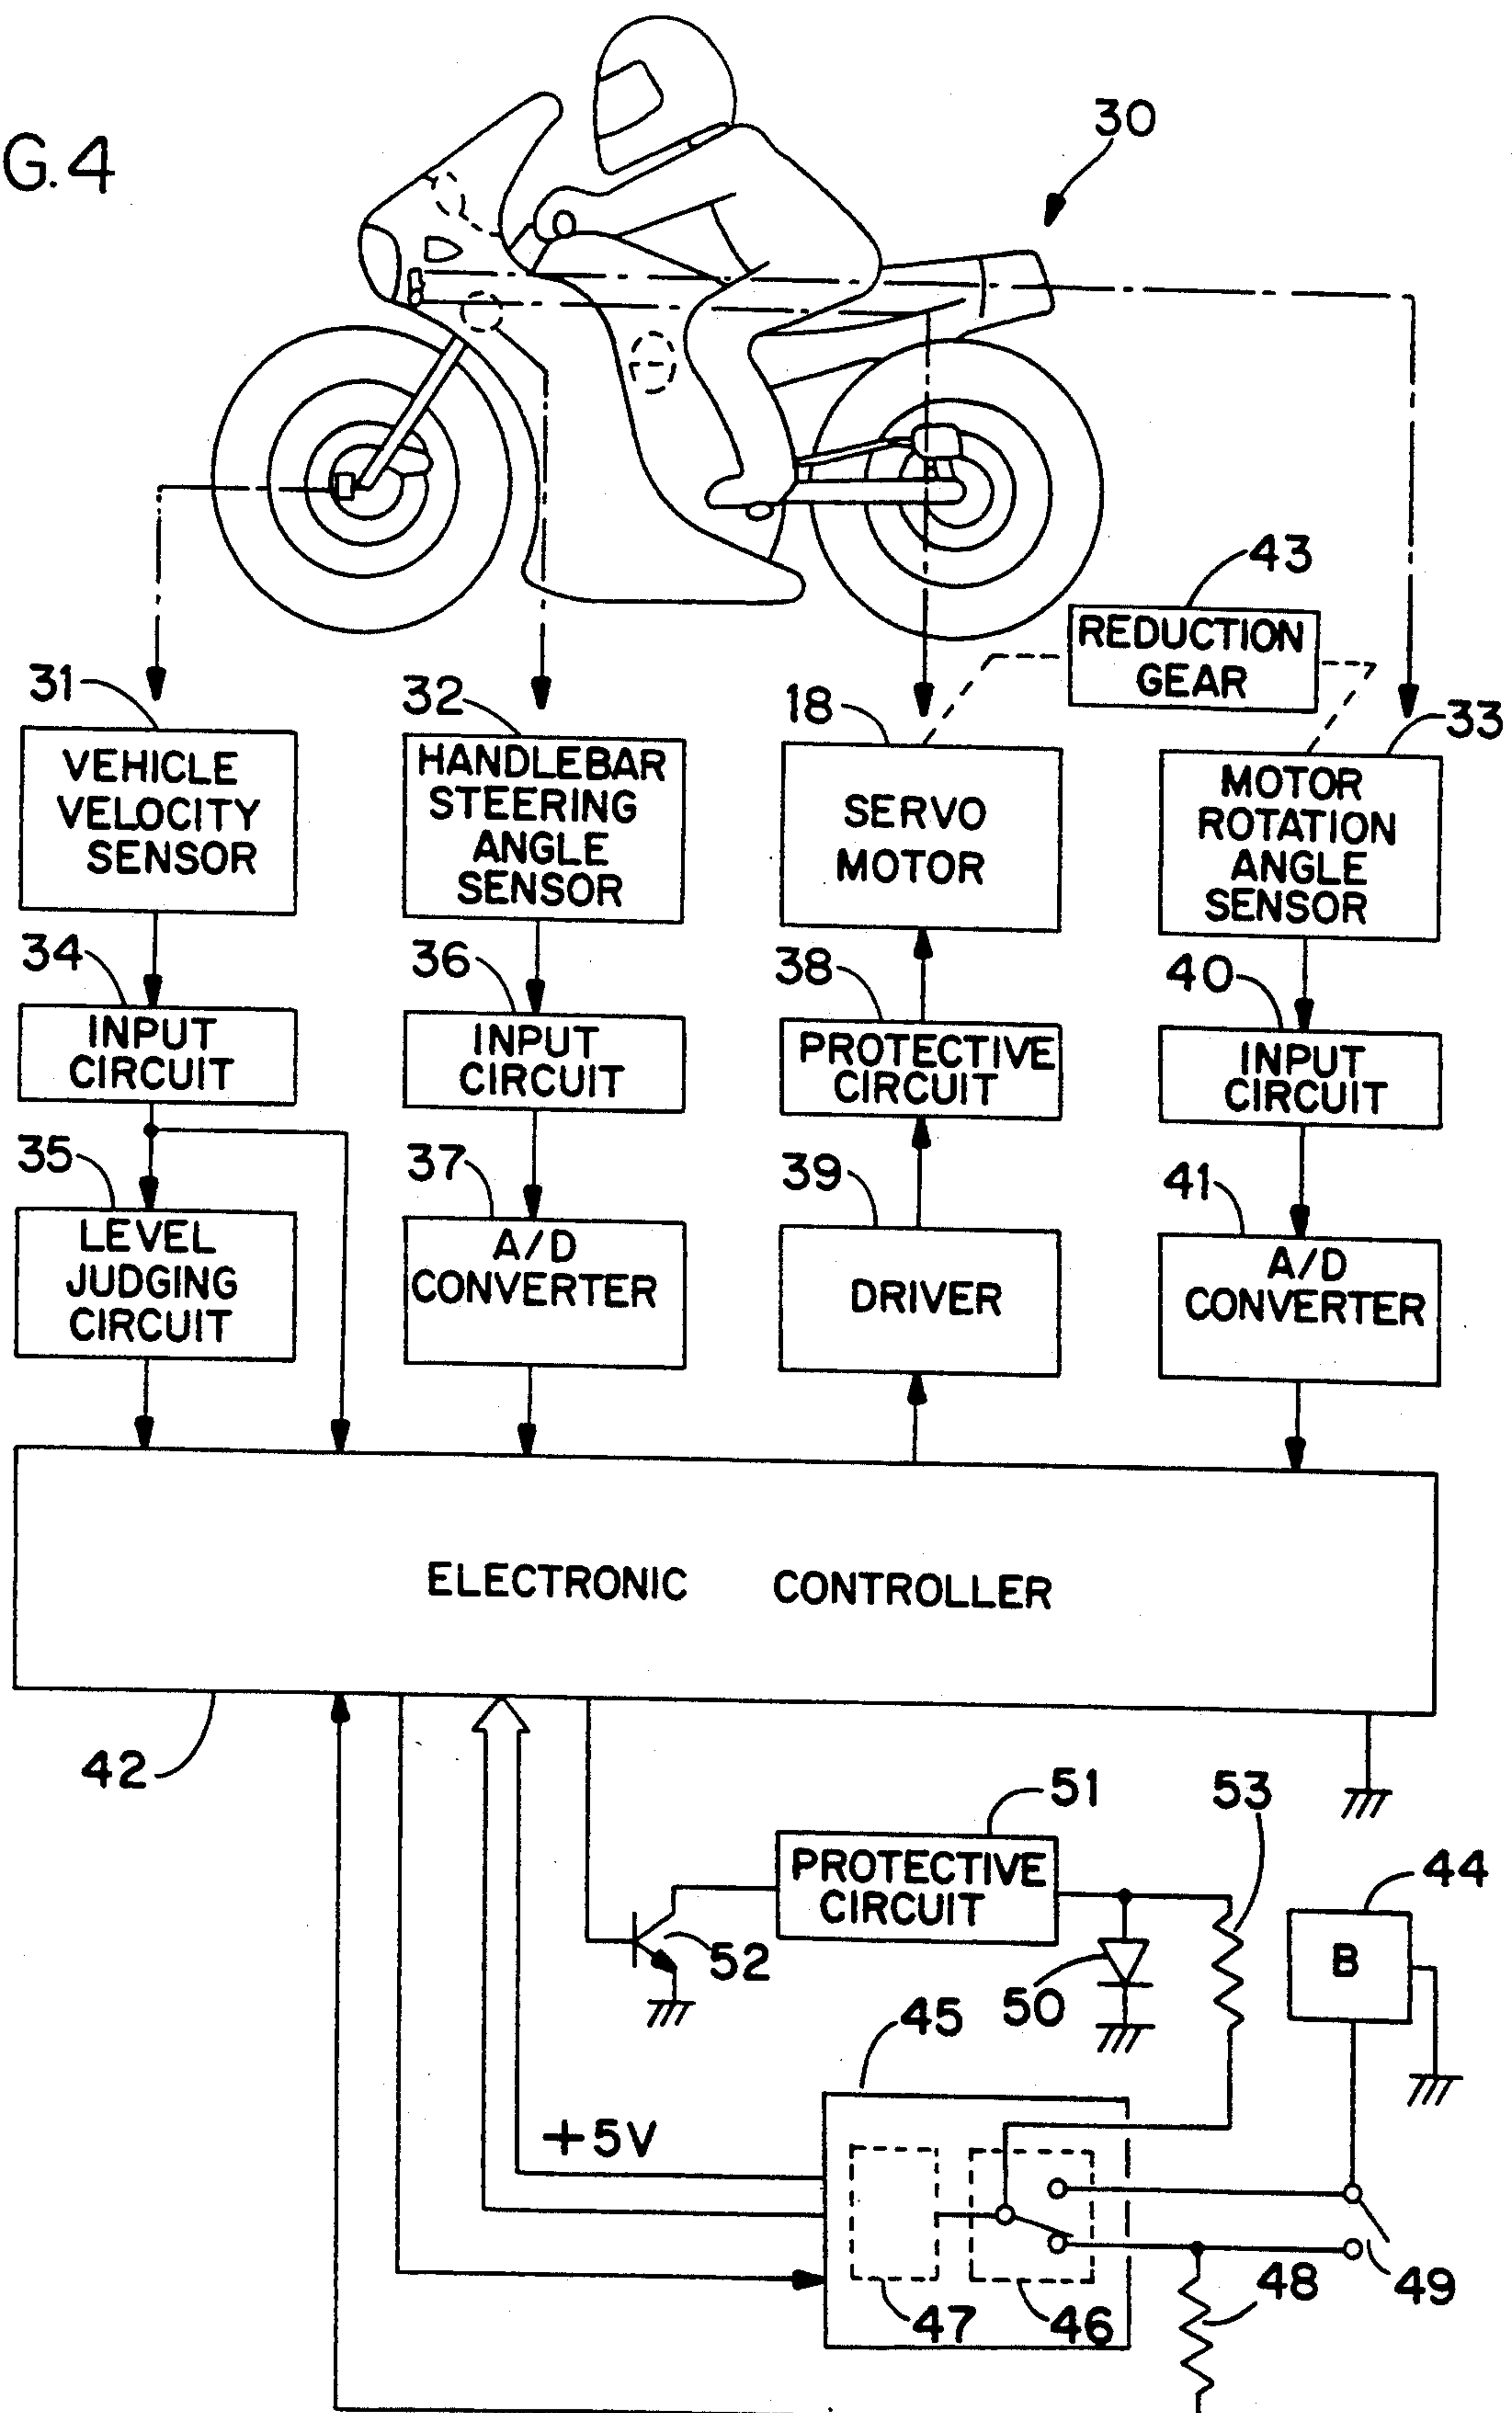 G. 4
30
43
REDUCTION
GEAR
31
32
18
33
VEHICLE
VELOCITY
SENSOR
HANDLEBAR
STEERING
ANGLE
SENSOR
SERVO
MOTOR
MOTOR
ROTATION
ANGLE
SENSOR
34
36
38
40
INPUT
CIRCUIT
INPUT
CIRCUIT
PROTECTIVE
CIRCUIT
INPUT
CIRCUIT
35
37
39
41
LEVEL
JUDGING
CIRCUIT
A/D
CONVERTER
DRIVER
A/D
CONVERTER
ELECTRONIC CONTROLLER
42
51
53
44
PROTECTIVE
CIRCUIT
B
52
50
45
+5V
47
46
48
49